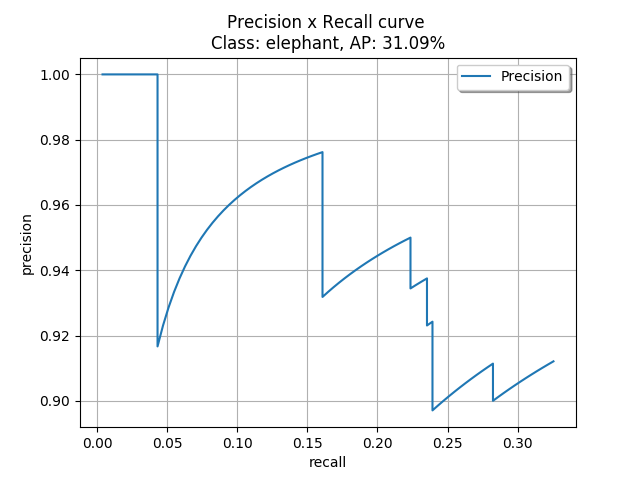 Precision x Recall curve
Class: elephant, AP: 31.09%
Precision
1.00
0.98
0.96
0.94
0.92
0.90
precision
0.00 0.05 0.10 0.15 0.20 0.25 0.30
recall